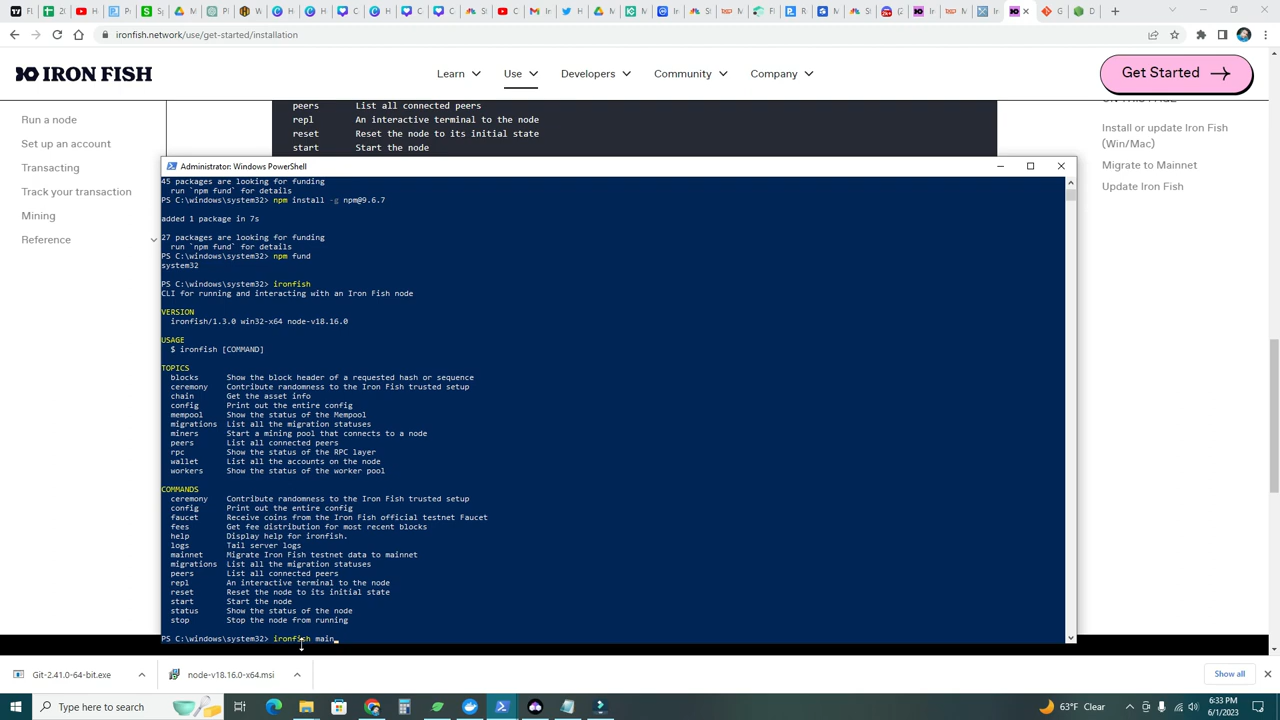 ironfish.network/use/get-started/installation
IRON FISH
Learn
Use
Developers
Community
Company
Get Started
Run a node
Set up an account
Transacting
Track your transaction
Mining
Reference
peers List all connected peers
repl An interactive terminal to the node
reset Reset the node to its initial state
start Start the node
ON THIS PAGE
Install or update Iron Fish
(Win/Mac)
Migrate to Mainnet
Update Iron Fish
Administrator: Windows PowerShell
45 packages are looking for funding
run `npm fund` for details
PS C:\windows\system32> npm install -g npm@9.6.7
added 1 package in 7s
27 packages are looking for funding
run `npm fund` for details
PS C:\windows\system32> npm fund
system32
PS C:\windows\system32> ironfish
CLI for running and interacting with an Iron Fish node
VERSION
ironfish/1.3.0 win32-x64 node-v18.16.0
USAGE
$ ironfish [COMMAND]
TOPICS
blocks Show the block header of a requested hash or sequence
ceremony Contribute randomness to the Iron Fish trusted setup
chain Get the asset info
config Print out the entire config
mempool Show the status of the Mempool
migrations List all the migration statuses
miners Start a mining pool that connects to a node
peers List all connected peers
rpc Show the status of the RPC layer
wallet List all the accounts on the node
workers Show the status of the worker pool
COMMANDS
ceremony Contribute randomness to the Iron Fish trusted setup
config Print out the entire config
faucet Receive coins from the Iron Fish official testnet Faucet
fees Get fee distribution for most recent blocks
help Display help for ironfish.
logs Tail server logs
mainnet Migrate Iron Fish testnet data to mainnet
migrations List all the migration statuses
peers List all connected peers
repl An interactive terminal to the node
reset Reset the node to its initial state
start Start the node
status Show the status of the node
stop Stop the node from running
PS C:\windows\system32> ironfish main_
Git-2.41.0-64-bit.exe
node-v18.16.0-x64.msi
Show all
Type here to search
63°F Clear
6:33 PM
6/1/2023